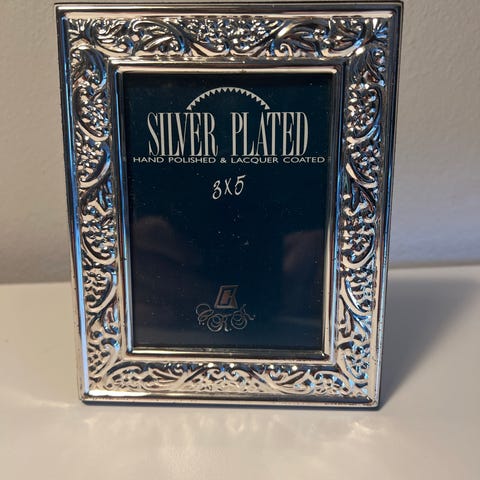 SILVER PLATED
HAND POLISHED & LACQUER COATED
3X5